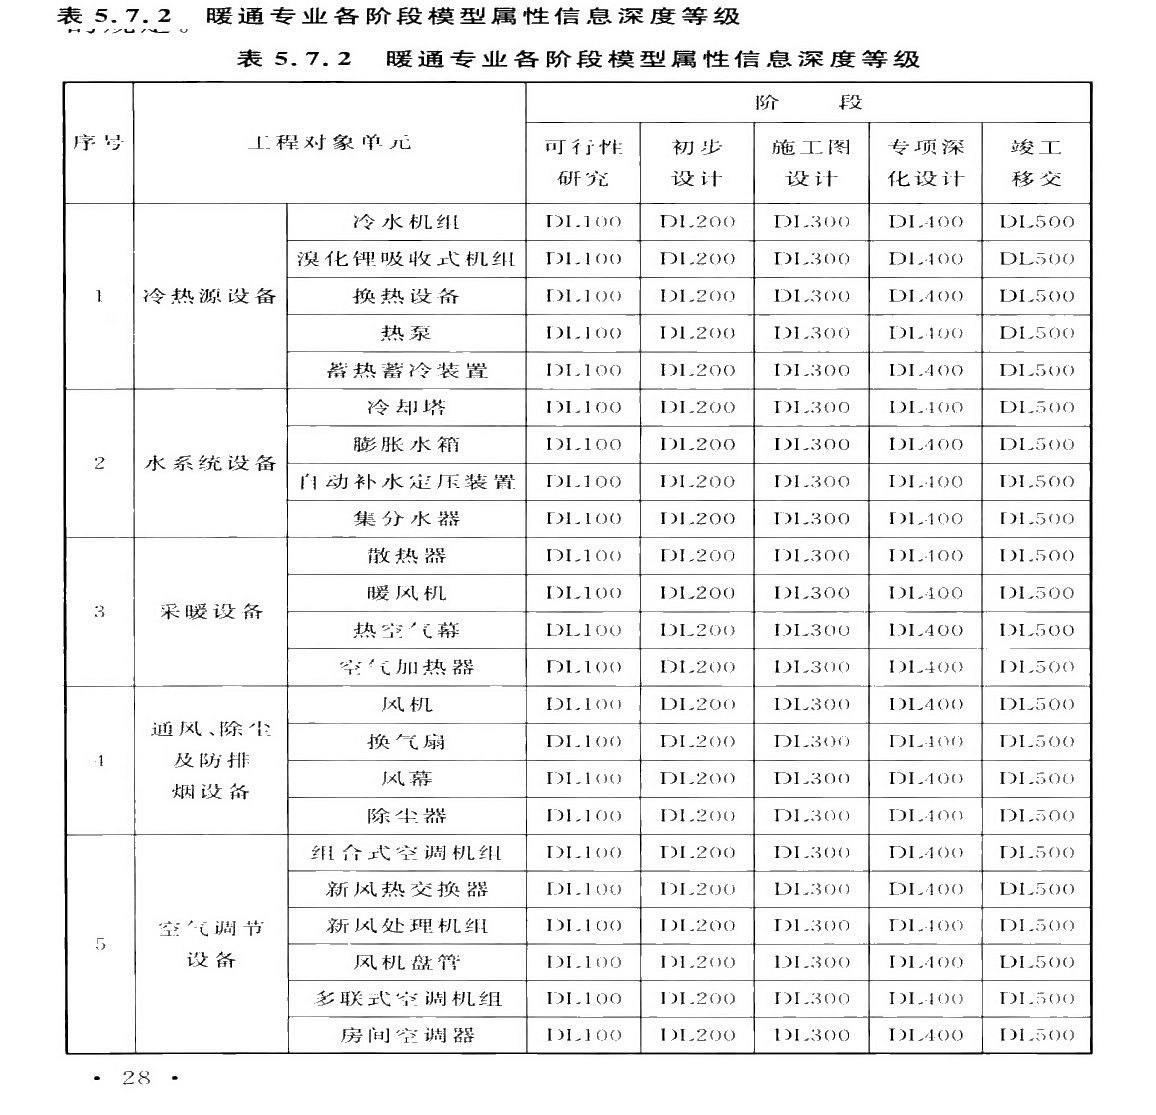 表 5.7.2 暖通专业各阶段模型属性信息深度等级
的规定。
表 5.7.2 暖通专业各阶段模型属性信息深度等级
序号 工程对象单元 阶 段
可行性研究 初步设计 施工图设计 专项深化设计 竣工移交
1 冷热源设备 冷水机组 DL100 DL200 DL300 DL400 DL500
溴化锂吸收式机组 DL100 DL200 DL300 DL400 DL500
换热设备 DL100 DL200 DL300 DL400 DL500
热泵 DL100 DL200 DL300 DL400 DL500
蓄热蓄冷装置 DL100 DL200 DL300 DL400 DL500
2 水系统设备 冷却塔 DL100 DL200 DL300 DL400 DL500
膨胀水箱 DL100 DL200 DL300 DL400 DL500
自动补水定压装置 DL100 DL200 DL300 DL400 DL500
集分水器 DL100 DL200 DL300 DL400 DL500
3 采暖设备 散热器 DL100 DL200 DL300 DL400 DL500
暖风机 DL100 DL200 DL300 DL400 DL500
热空气幕 DL100 DL200 DL300 DL400 DL500
空气加热器 DL100 DL200 DL300 DL400 DL500
4 通风、除尘及防排烟设备 风机 DL100 DL200 DL300 DL400 DL500
换气扇 DL100 DL200 DL300 DL400 DL500
风幕 DL100 DL200 DL300 DL400 DL500
除尘器 DL100 DL200 DL300 DL400 DL500
5 空气调节设备 组合式空调机组 DL100 DL200 DL300 DL400 DL500
新风热交换器 DL100 DL200 DL300 DL400 DL500
新风处理机组 DL100 DL200 DL300 DL400 DL500
风机盘管 DL100 DL200 DL300 DL400 DL500
多联式空调机组 DL100 DL200 DL300 DL400 DL500
房间空调器 DL100 DL200 DL300 DL400 DL500
· 28 ·